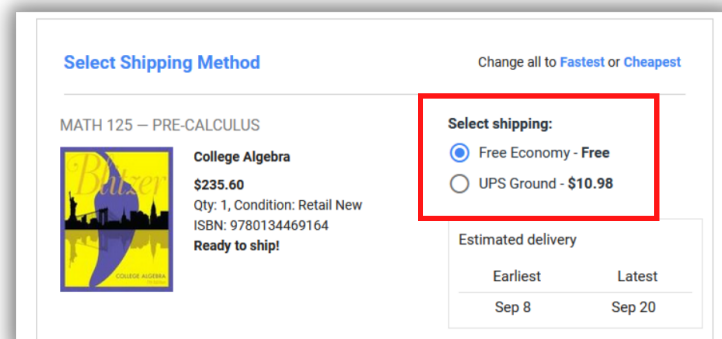 Select Shipping Method
Change all to Fastest or Cheapest
MATH 125 — PRE-CALCULUS
Blitzer
COLLEGE ALGEBRA
College Algebra
$235.60
Qty: 1, Condition: Retail New
ISBN: 9780134469164
Ready to ship!
Select shipping:
Free Economy - Free
UPS Ground - $10.98
Estimated delivery
Earliest Latest
Sep 8 Sep 20